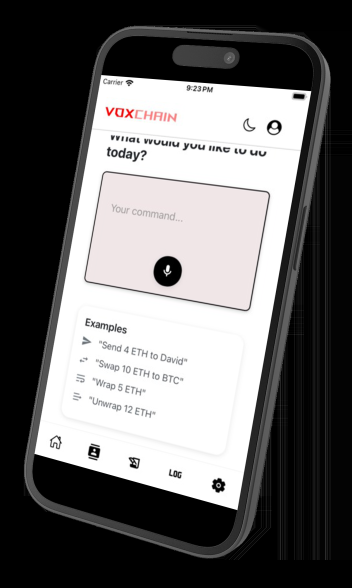 Carrier
9:23 PM
VOXCHAIN
What would you like to do
today?
Your command...
Examples
"Send 4 ETH to David"
"Swap 10 ETH to BTC"
"Wrap 5 ETH"
"Unwrap 12 ETH"
LOG